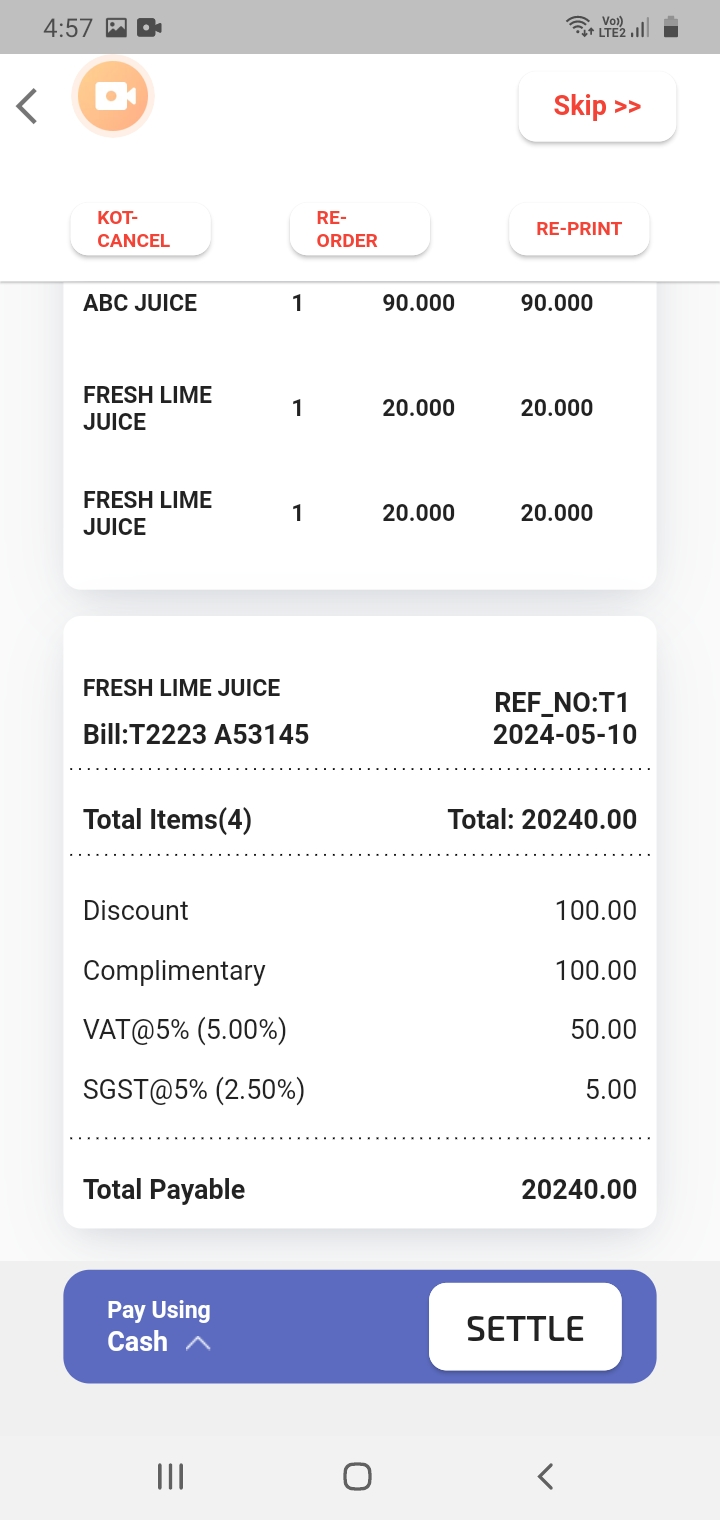 4:57
Vo))
LTE2
Skip >>
KOT-
CANCEL
RE-
ORDER
RE-PRINT
ABC JUICE 1 90.000 90.000
FRESH LIME
JUICE 1 20.000 20.000
FRESH LIME
JUICE 1 20.000 20.000
FRESH LIME JUICE
REF_NO:T1
Bill:T2223 A53145 2024-05-10
Total Items(4) Total: 20240.00
Discount 100.00
Complimentary 100.00
VAT@5% (5.00%) 50.00
SGST@5% (2.50%) 5.00
Total Payable 20240.00
Pay Using
Cash
SETTLE